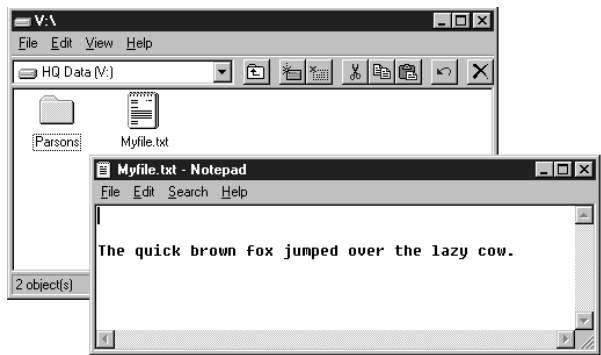 V:\
File Edit View Help
HQ Data (V:)
Parsons Myfile.txt
2 object(s)
Myfile.txt - Notepad
File Edit Search Help
The quick brown fox jumped over the lazy cow.